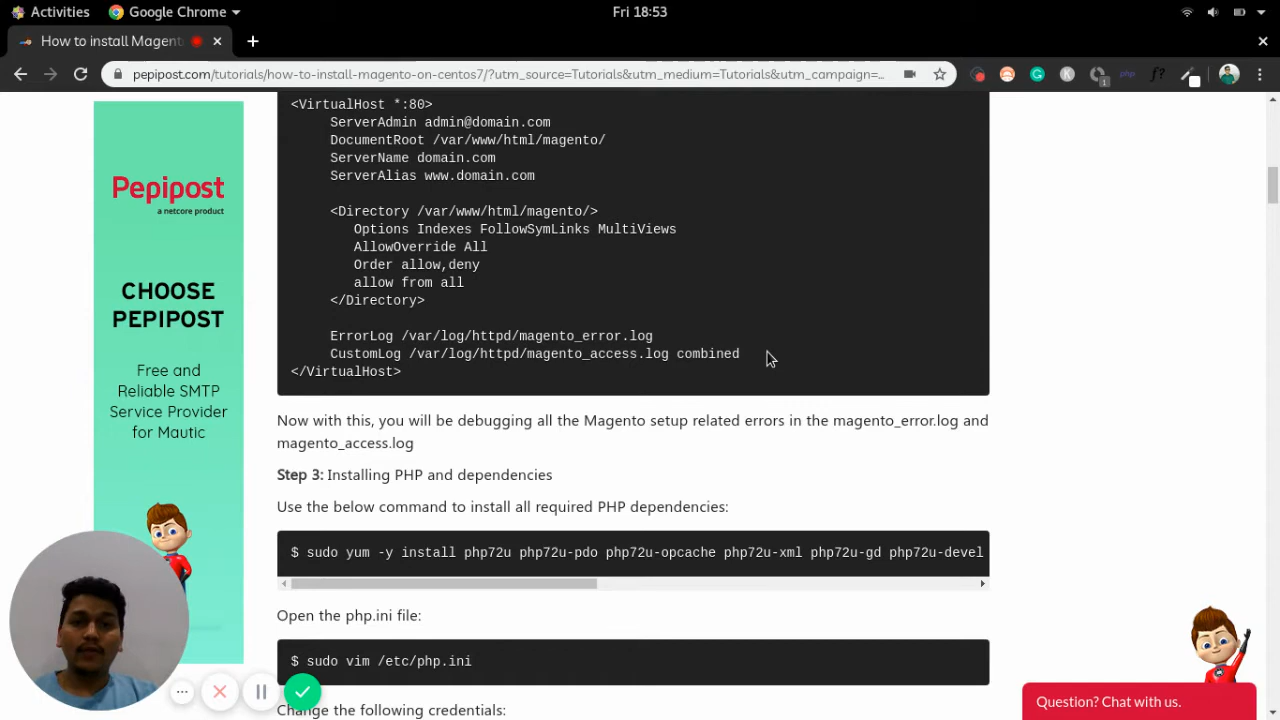 Activities
Google Chrome
Fri 18:53
How to install Magent
pepipost.com/tutorials/how-to-install-magento-on-centos7/?utm_source=Tutorials&utm_medium=Tutorials&utm_campaign=...
<VirtualHost *:80>
ServerAdmin admin@domain.com
DocumentRoot /var/www/html/magento/
ServerName domain.com
ServerAlias www.domain.com
<Directory /var/www/html/magento/>
Options Indexes FollowSymLinks MultiViews
AllowOverride All
Order allow,deny
allow from all
</Directory>
ErrorLog /var/log/httpd/magento_error.log
CustomLog /var/log/httpd/magento_access.log combined
</VirtualHost>
Now with this, you will be debugging all the Magento setup related errors in the magento_error.log and
magento_access.log
Step 3: Installing PHP and dependencies
Use the below command to install all required PHP dependencies:
$ sudo yum -y install php72u php72u-pdo php72u-opcache php72u-xml php72u-gd php72u-devel
Open the php.ini file:
$ sudo vim /etc/php.ini
Change the following credentials:
Pepipost
a netcore product
CHOOSE
PEPIPOST
Free and
Reliable SMTP
Service Provider
for Mautic
Question? Chat with us.
php
f?
1